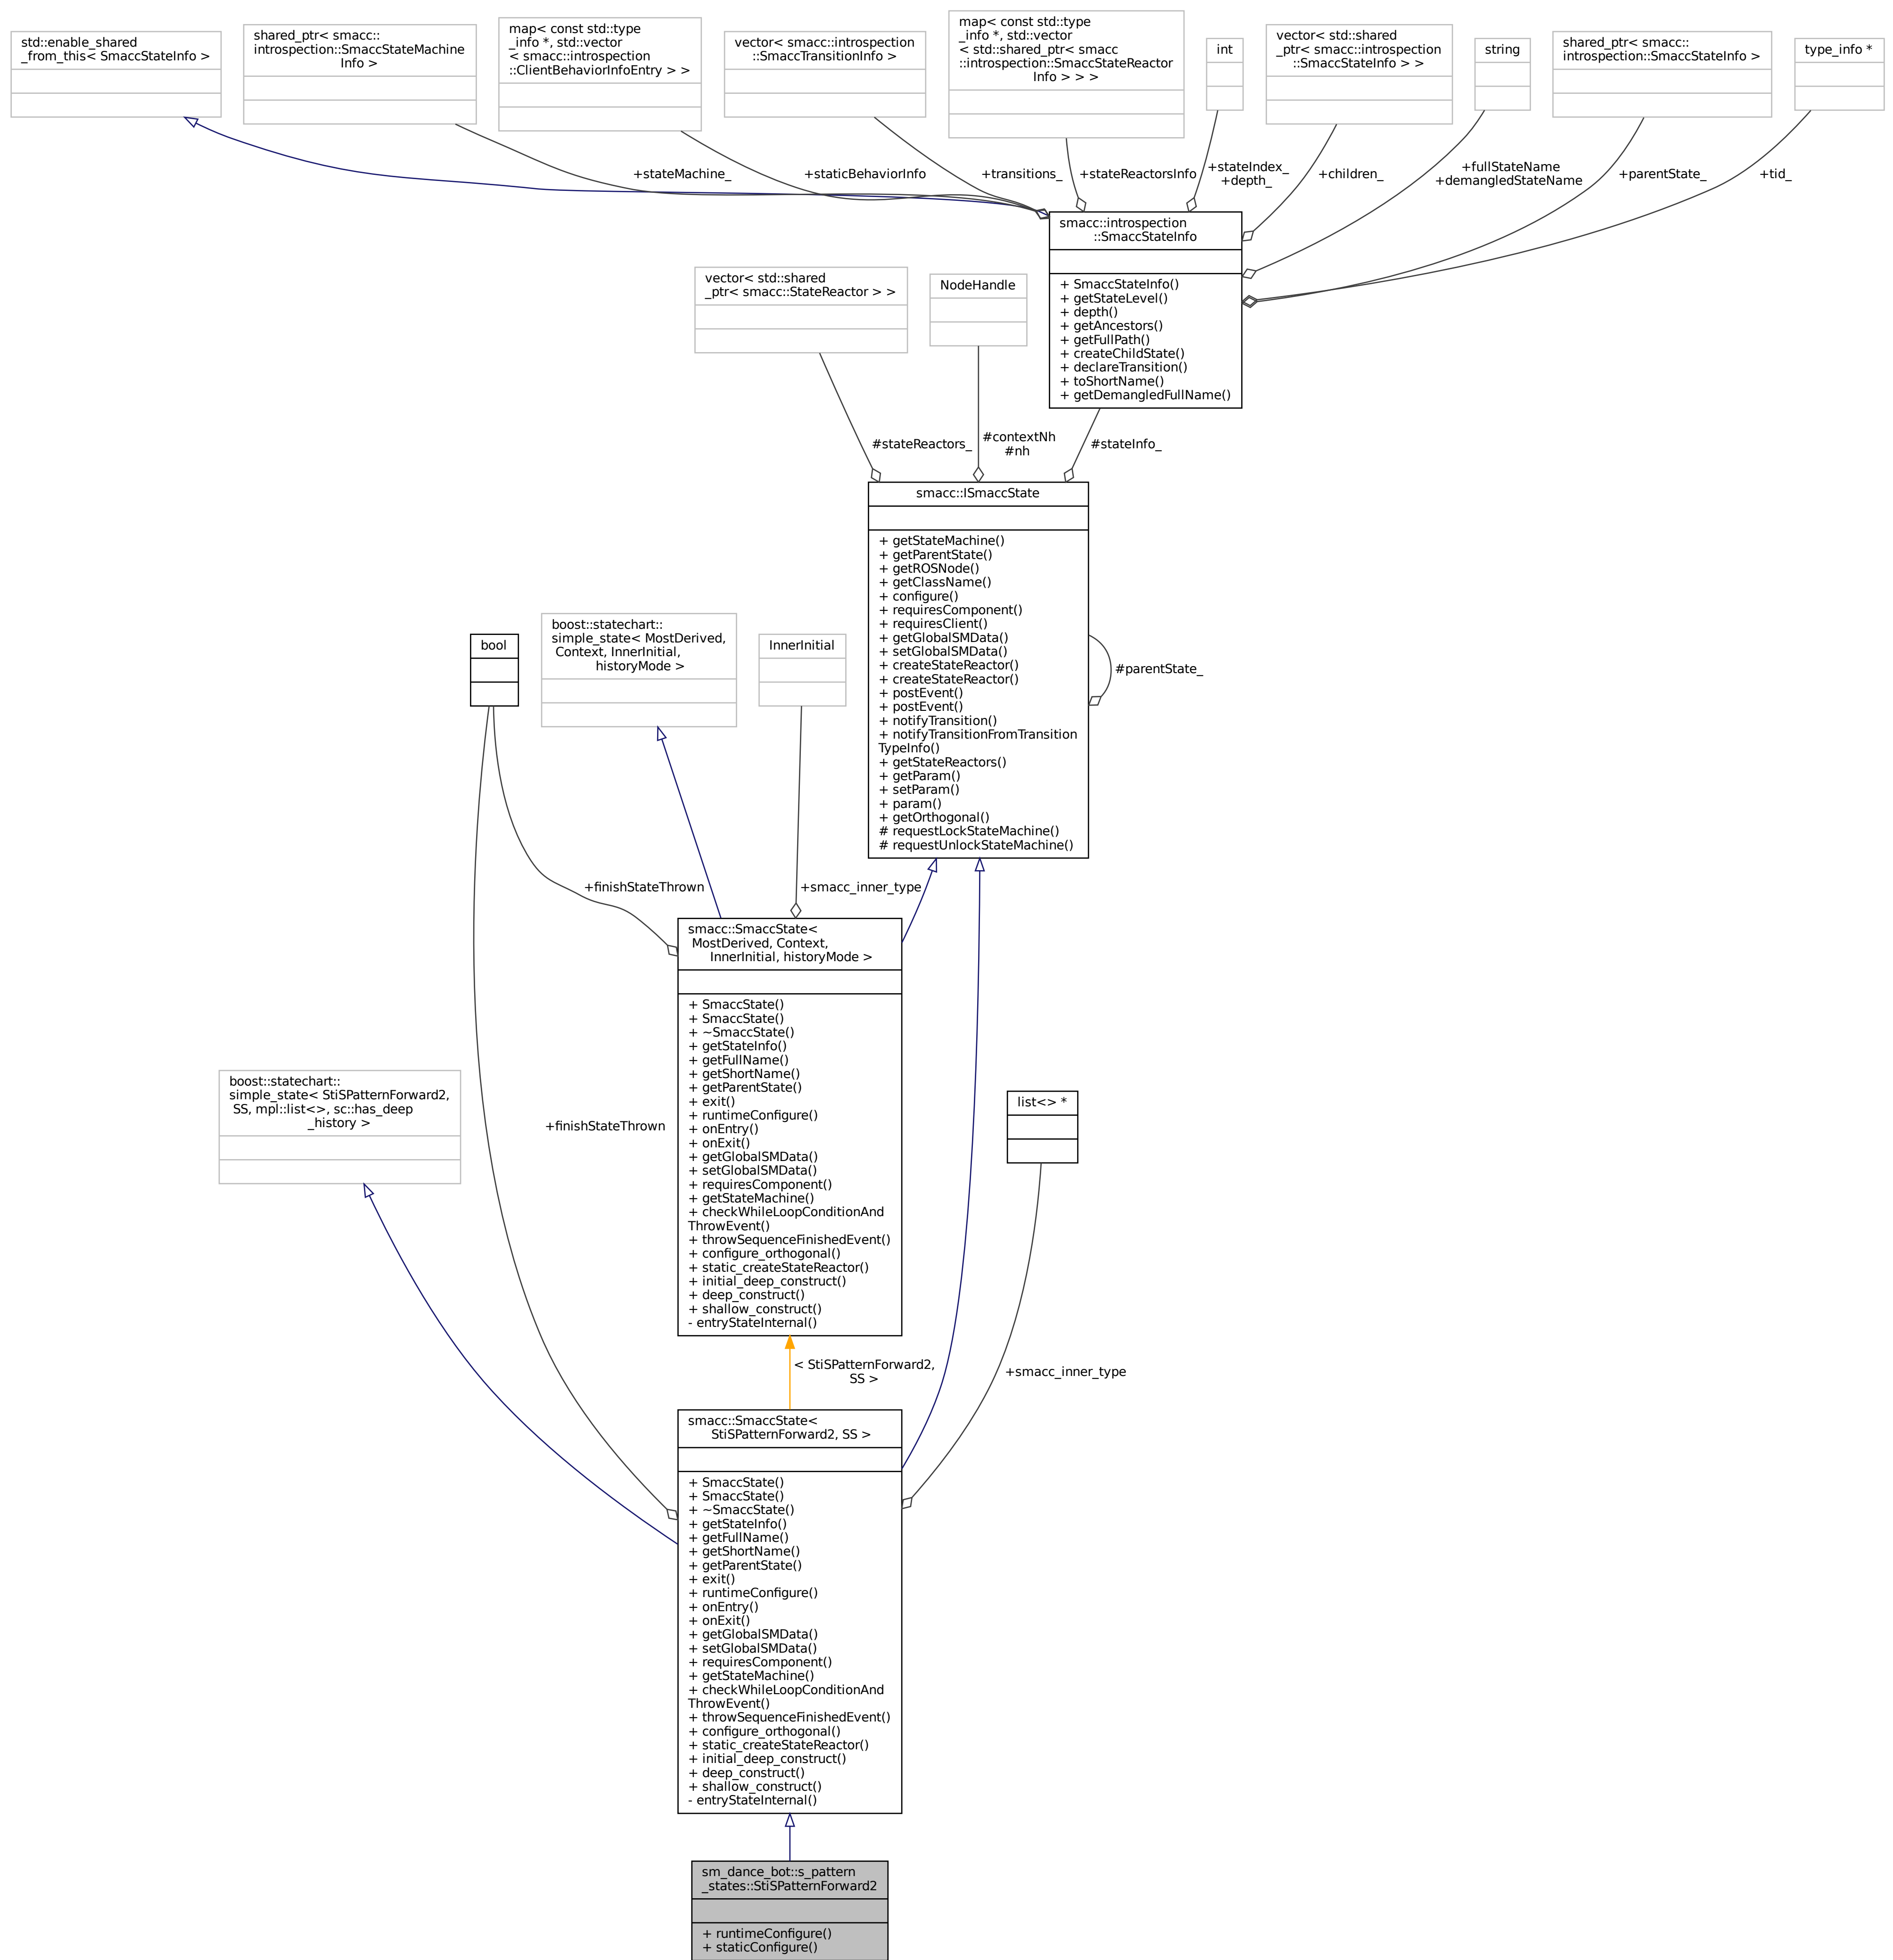 std::enable_shared
_from_this< SmaccStateInfo >
shared_ptr< smacc::
introspection::SmaccStateMachine
Info >
map< const std::type
_info *, std::vector
< smacc::introspection
::ClientBehaviorInfoEntry > >
vector< smacc::introspection
::SmaccTransitionInfo >
map< const std::type
_info *, std::vector
< std::shared_ptr< smacc
::introspection::SmaccStateReactor
Info > > >
int
vector< std::shared
_ptr< smacc::introspection
::SmaccStateInfo > >
string
shared_ptr< smacc::
introspection::SmaccStateInfo >
type_info *
+stateMachine_
+staticBehaviorInfo
+transitions_
+stateReactorsInfo
+stateIndex_
+depth_
+children_
+fullStateName
+demangledStateName
+parentState_
+tid_
smacc::introspection
::SmaccStateInfo
+ SmaccStateInfo()
+ getStateLevel()
+ depth()
+ getAncestors()
+ getFullPath()
+ createChildState()
+ declareTransition()
+ toShortName()
+ getDemangledFullName()
vector< std::shared
_ptr< smacc::StateReactor > >
NodeHandle
#stateReactors_
#contextNh
#nh
#stateInfo_
smacc::ISmaccState
+ getStateMachine()
+ getParentState()
+ getROSNode()
+ getClassName()
+ configure()
+ requiresComponent()
+ requiresClient()
+ getGlobalSMData()
+ setGlobalSMData()
+ createStateReactor()
+ createStateReactor()
+ postEvent()
+ postEvent()
+ notifyTransition()
+ notifyTransitionFromTransition
TypeInfo()
+ getStateReactors()
+ getParam()
+ setParam()
+ param()
+ getOrthogonal()
# requestLockStateMachine()
# requestUnlockStateMachine()
#parentState_
bool
boost::statechart::
simple_state< MostDerived,
Context, InnerInitial,
historyMode >
InnerInitial
+finishStateThrown
+smacc_inner_type
smacc::SmaccState<
MostDerived, Context,
InnerInitial, historyMode >
+ SmaccState()
+ SmaccState()
+ ~SmaccState()
+ getStateInfo()
+ getFullName()
+ getShortName()
+ getParentState()
+ exit()
+ runtimeConfigure()
+ onEntry()
+ onExit()
+ getGlobalSMData()
+ setGlobalSMData()
+ requiresComponent()
+ getStateMachine()
+ checkWhileLoopConditionAnd
ThrowEvent()
+ throwSequenceFinishedEvent()
+ configure_orthogonal()
+ static_createStateReactor()
+ initial_deep_construct()
+ deep_construct()
+ shallow_construct()
- entryStateInternal()
boost::statechart::
simple_state< StiSPatternForward2,
SS, mpl::list<>, sc::has_deep
_history >
+finishStateThrown
list<> *
< StiSPatternForward2,
SS >
+smacc_inner_type
smacc::SmaccState<
StiSPatternForward2, SS >
+ SmaccState()
+ SmaccState()
+ ~SmaccState()
+ getStateInfo()
+ getFullName()
+ getShortName()
+ getParentState()
+ exit()
+ runtimeConfigure()
+ onEntry()
+ onExit()
+ getGlobalSMData()
+ setGlobalSMData()
+ requiresComponent()
+ getStateMachine()
+ checkWhileLoopConditionAnd
ThrowEvent()
+ throwSequenceFinishedEvent()
+ configure_orthogonal()
+ static_createStateReactor()
+ initial_deep_construct()
+ deep_construct()
+ shallow_construct()
- entryStateInternal()
sm_dance_bot::s_pattern
_states::StiSPatternForward2
+ runtimeConfigure()
+ staticConfigure()